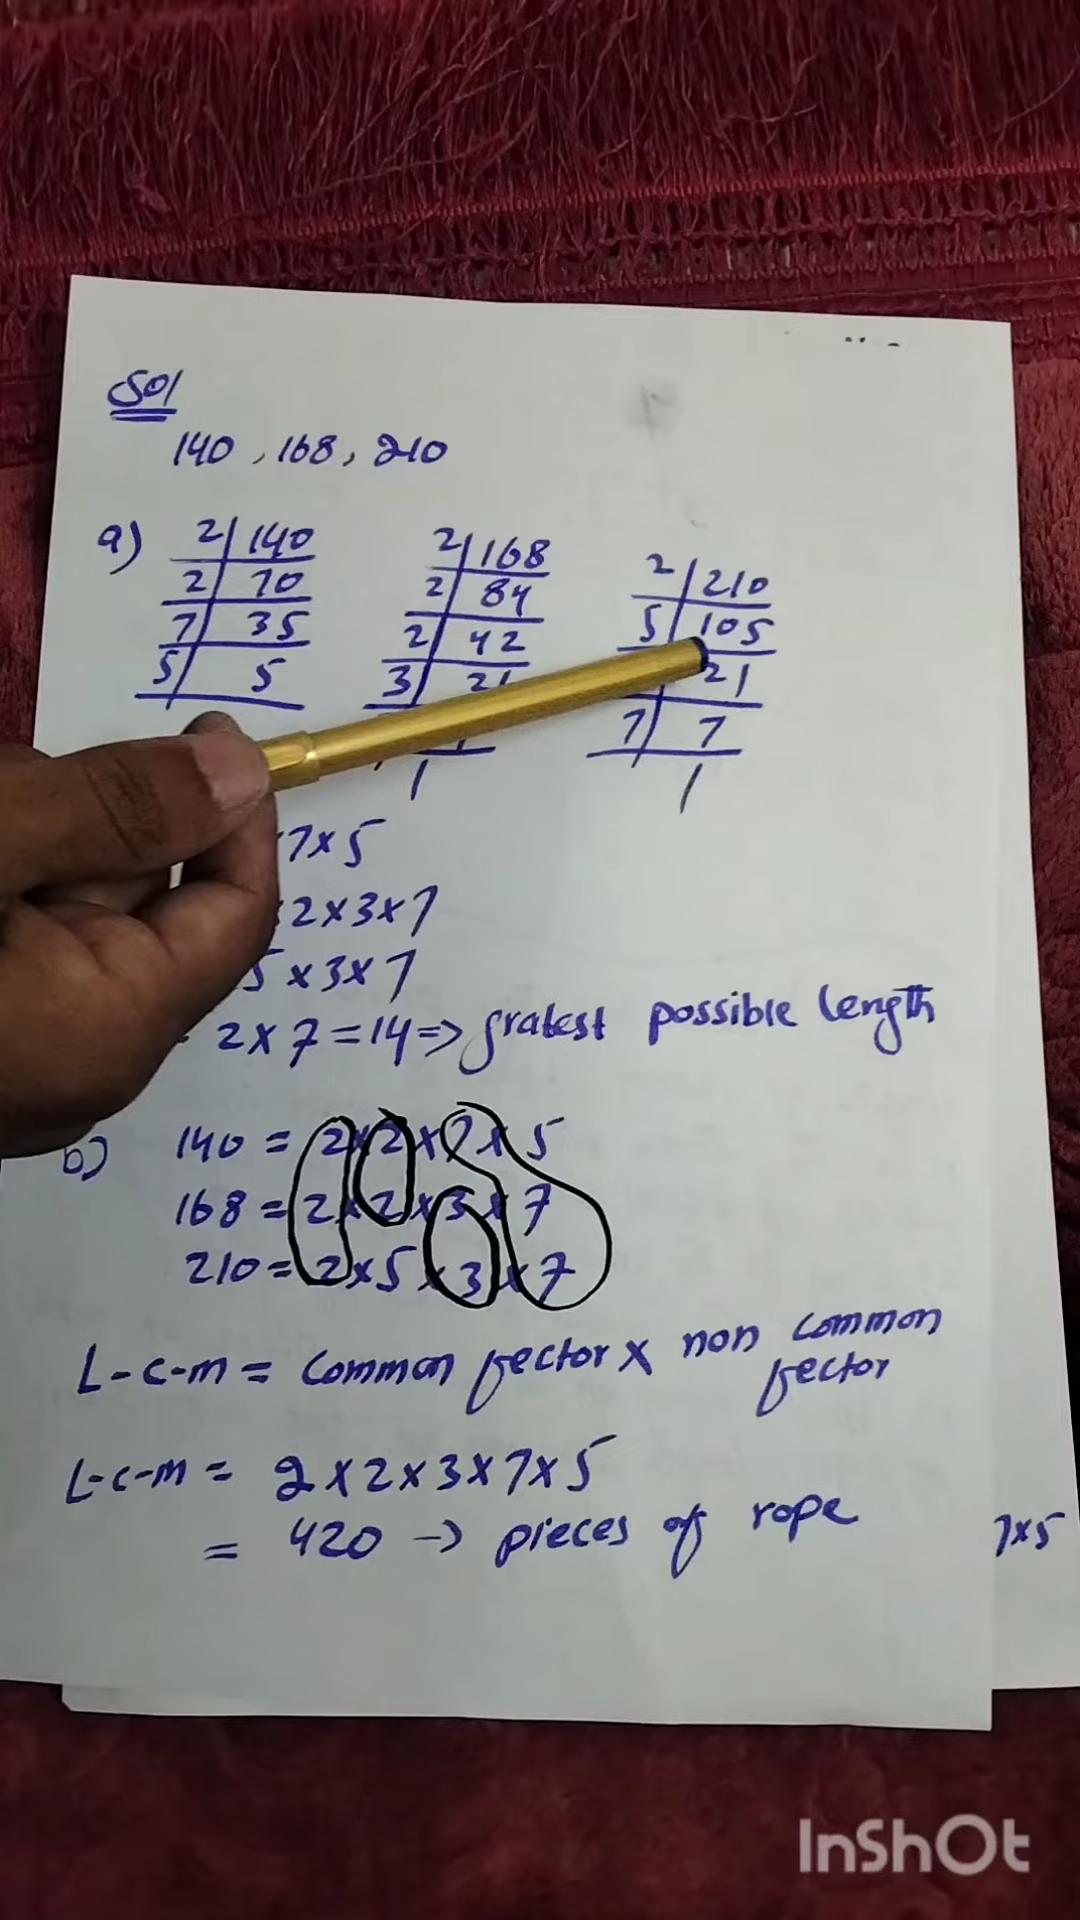 Sol
140 , 168 , 210
a) 2 140 2 168 2 210
2 70 2 84 5 105
7 35 2 42 21
5 5 3 21 7 7
1 1
7x5
2x3x7
5x3x7
2x7=14=> gratest possible length
b) 140 = 2x2x7x5
168 = 2x2x3x7
210 = 2x5x3x7
L-c-m = common fector x non common fector
L-c-m = 2x2x3x7x5
= 420 -> pieces of rope 7x5
InShOt